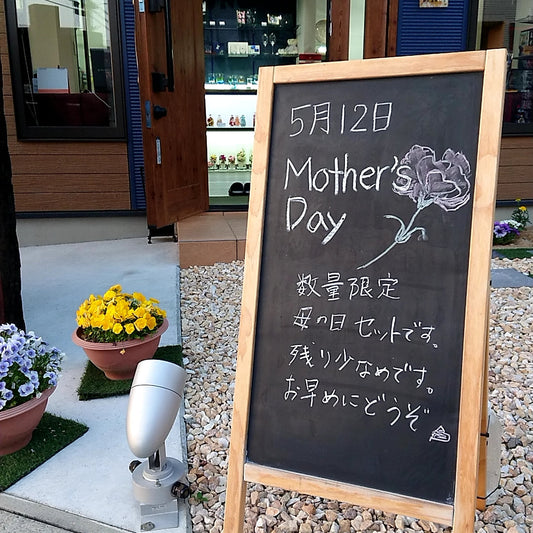 5月12日
Mother's
Day
数量限定
母の日セットです。
残り少なめです。
お早めにどうぞ